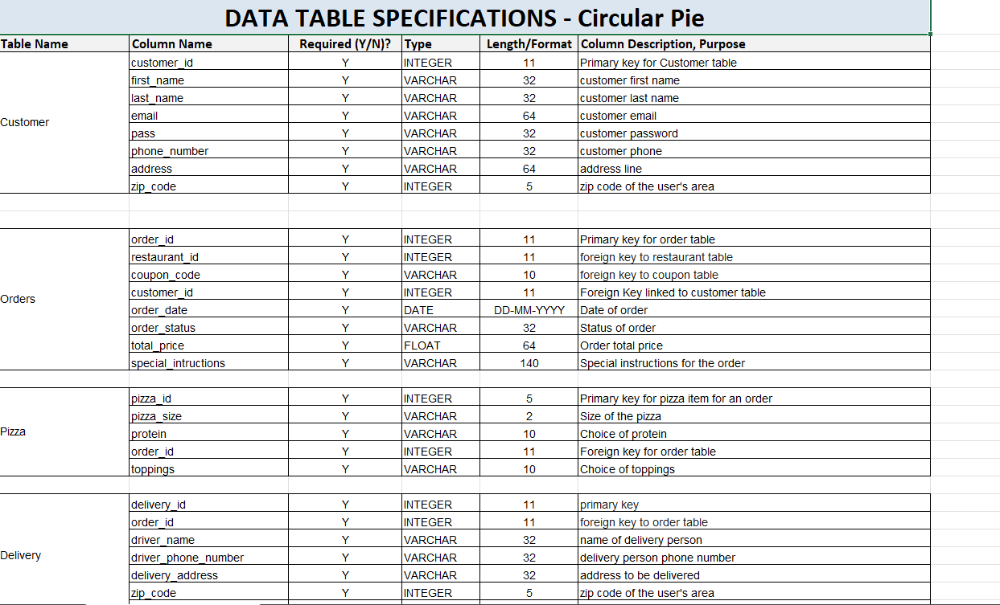 DATA TABLE SPECIFICATIONS - Circular Pie
Table Name Column Name Required (Y/N)? Type Length/Format Column Description, Purpose
Customer
customer_id Y INTEGER 11 Primary key for Customer table
first_name Y VARCHAR 32 customer first name
last_name Y VARCHAR 32 customer last name
email Y VARCHAR 64 customer email
pass Y VARCHAR 32 customer password
phone_number Y VARCHAR 32 customer phone
address Y VARCHAR 64 address line
zip_code Y INTEGER 5 zip code of the user's area
Orders
order_id Y INTEGER 11 Primary key for order table
restaurant_id Y INTEGER 11 foreign key to restaurant table
coupon_code Y VARCHAR 10 foreign key to coupon table
customer_id Y INTEGER 11 Foreign Key linked to customer table
order_date Y DATE DD-MM-YYYY Date of order
order_status Y VARCHAR 32 Status of order
total_price Y FLOAT 64 Order total price
special_intructions Y VARCHAR 140 Special instructions for the order
Pizza
pizza_id Y INTEGER 5 Primary key for pizza item for an order
pizza_size Y VARCHAR 2 Size of the pizza
protein Y VARCHAR 10 Choice of protein
order_id Y INTEGER 11 Foreign key for order table
toppings Y VARCHAR 10 Choice of toppings
Delivery
delivery_id Y INTEGER 11 primary key
order_id Y INTEGER 11 foreign key to order table
driver_name Y VARCHAR 32 name of delivery person
driver_phone_number Y VARCHAR 32 delivery person phone number
delivery_address Y VARCHAR 32 address to be delivered
zip_code Y INTEGER 5 zip code of the user's area